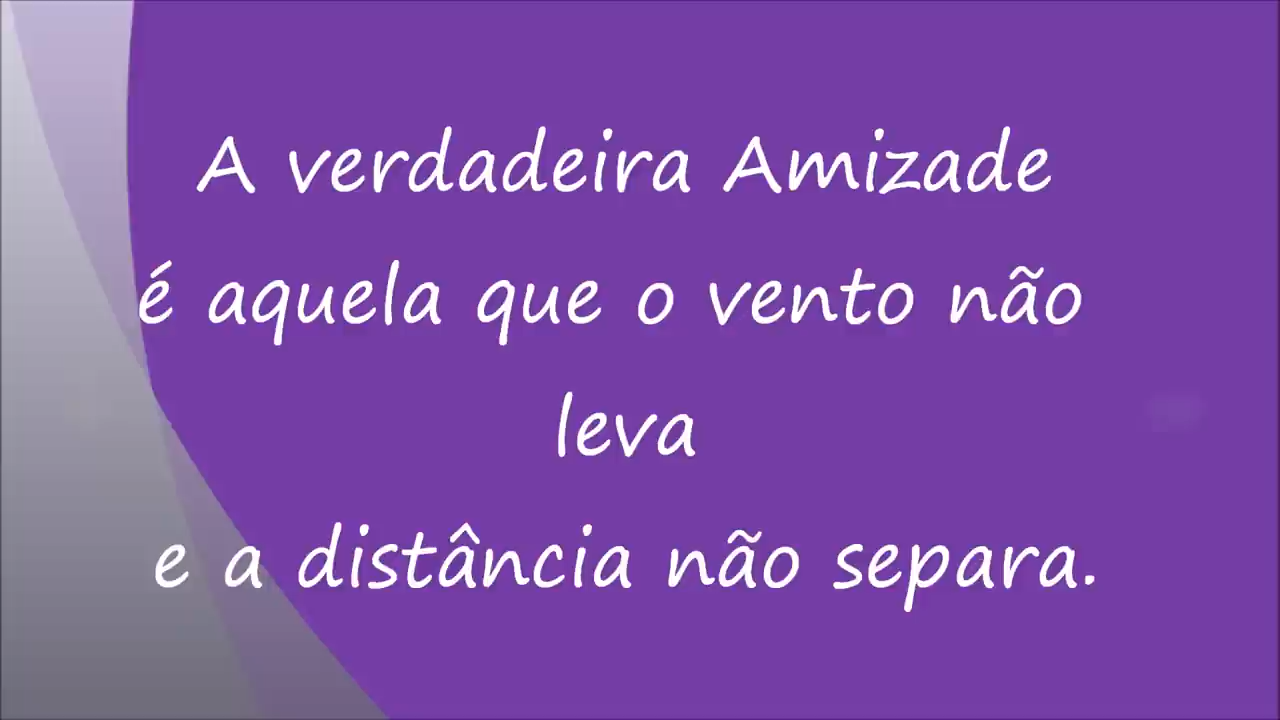 A verdadeira Amizade
é aquela que o vento não
leva
e a distância não separa.